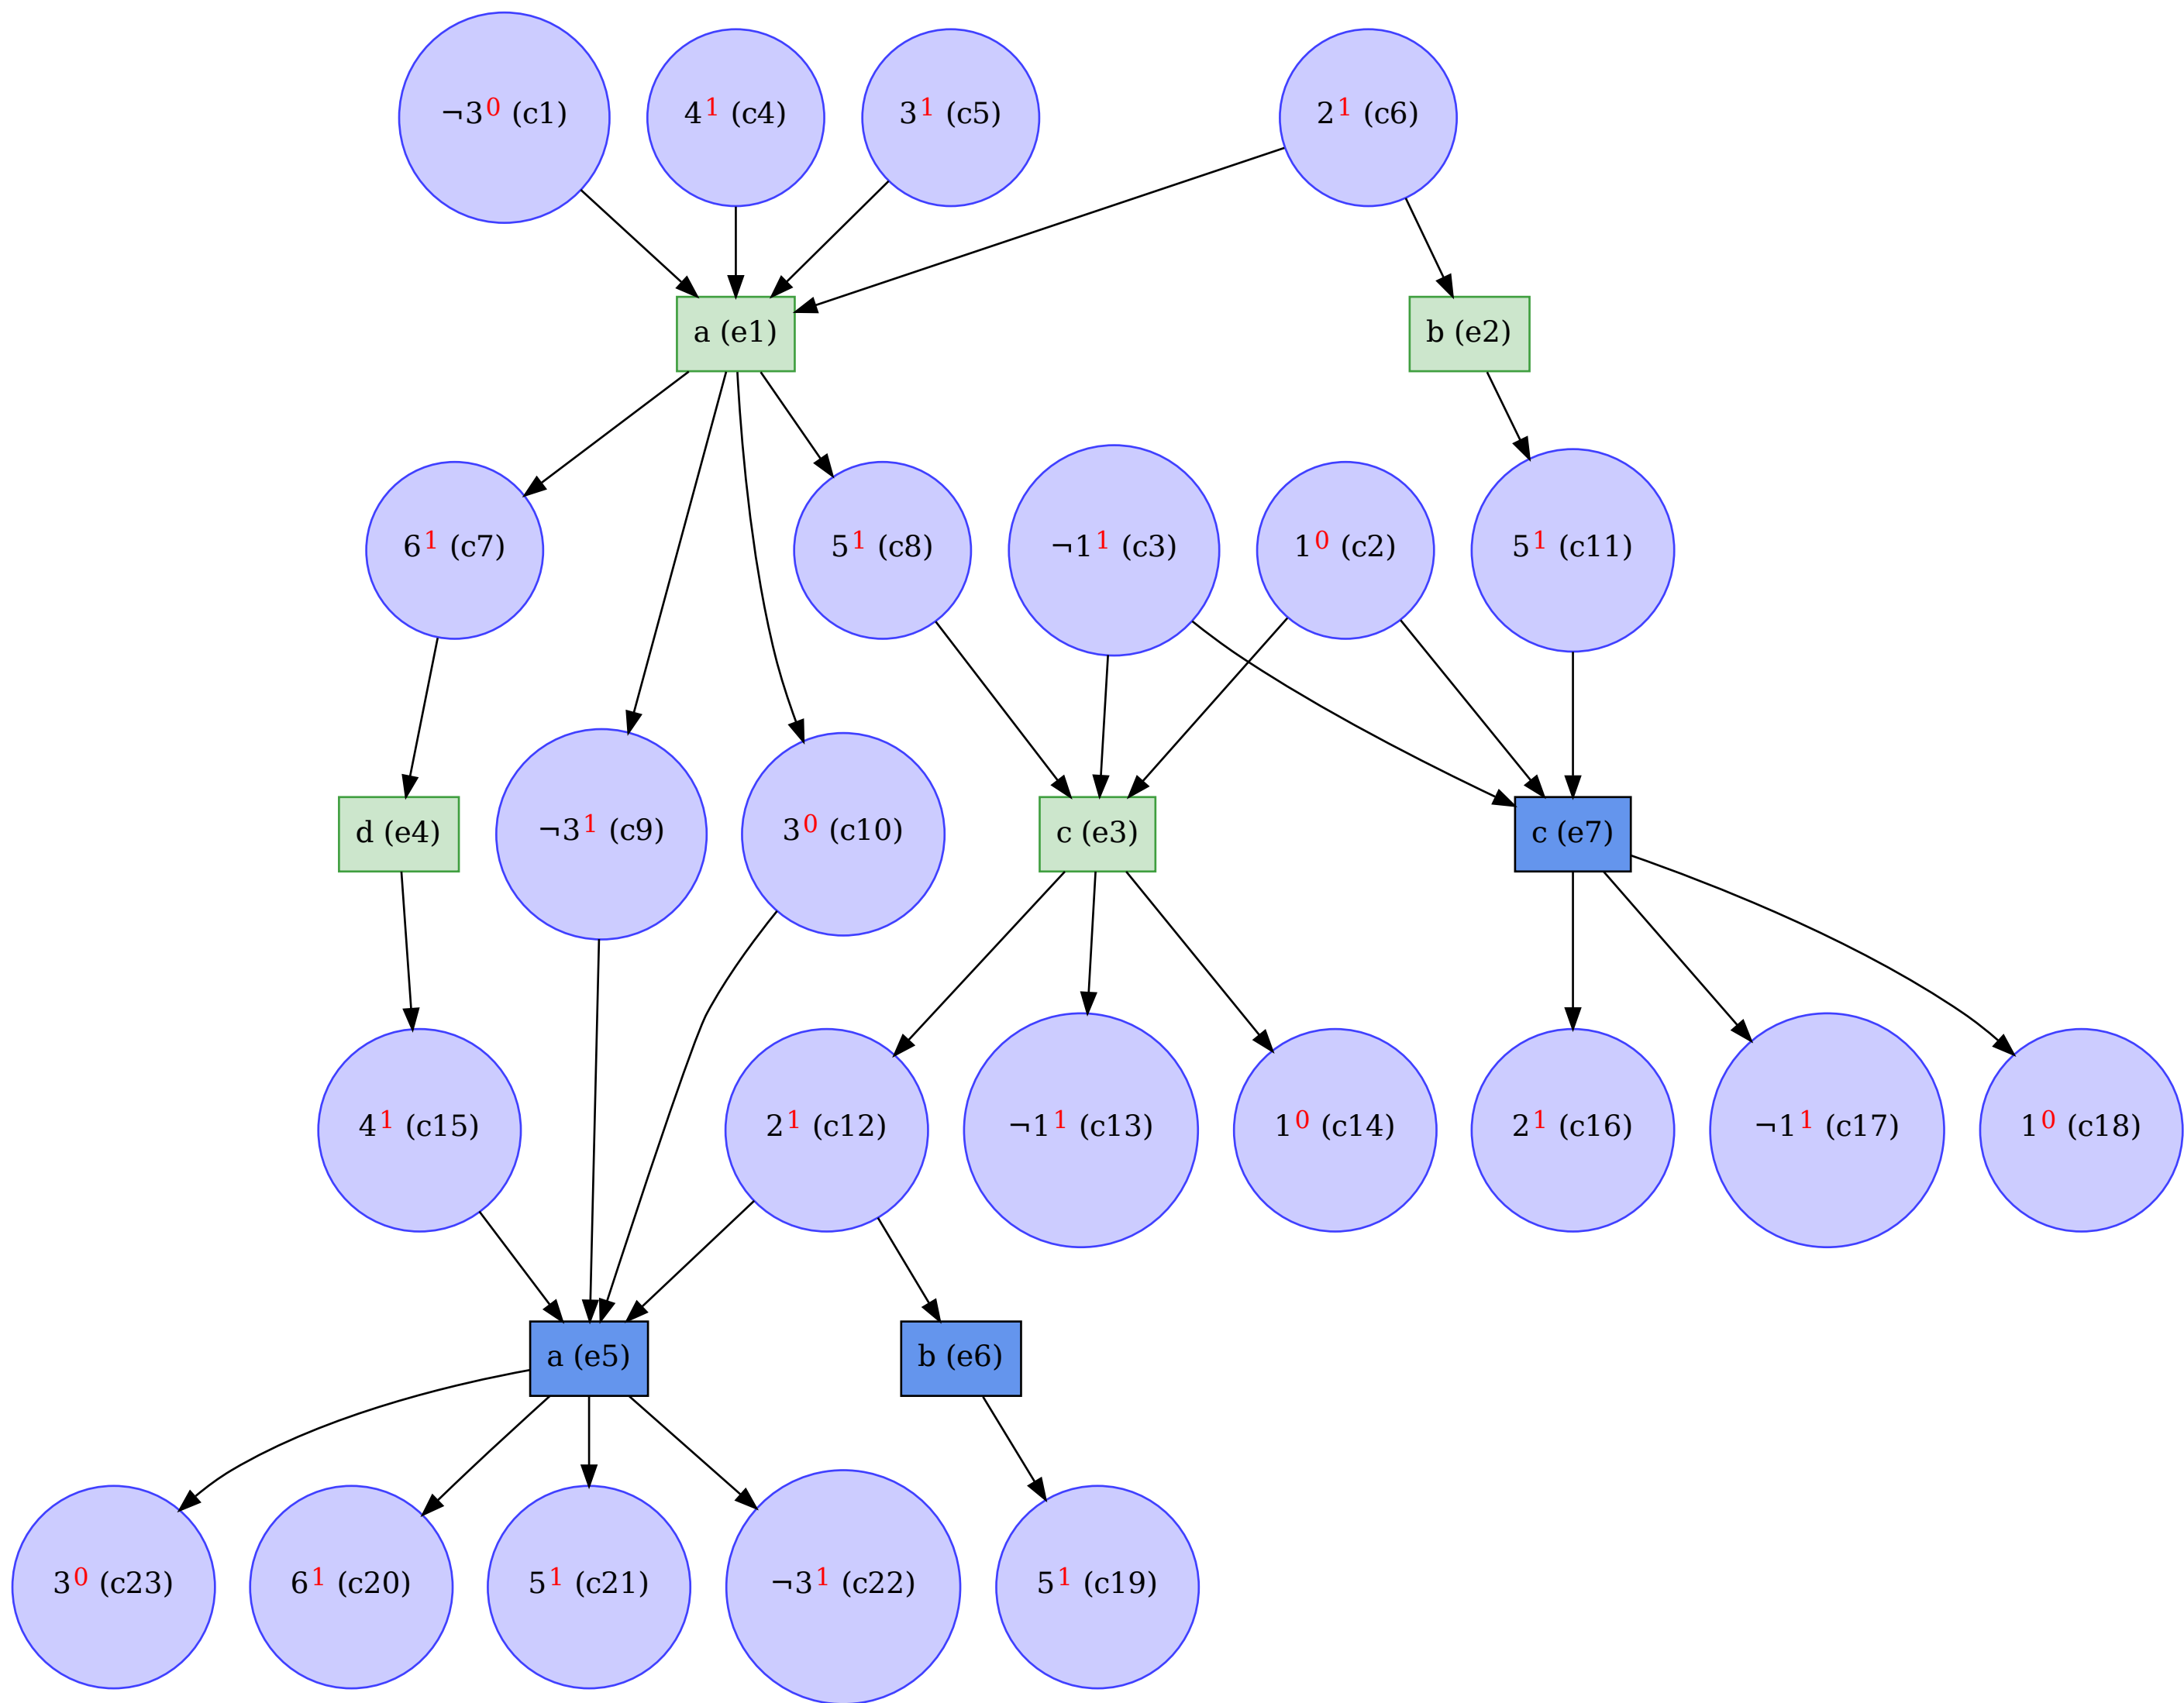 ¬3⁰ (c1)
4¹ (c4)
3¹ (c5)
2¹ (c6)
a (e1)
b (e2)
6¹ (c7)
5¹ (c8)
¬1¹ (c3)
1⁰ (c2)
5¹ (c11)
d (e4)
¬3¹ (c9)
3⁰ (c10)
c (e3)
c (e7)
4¹ (c15)
2¹ (c12)
¬1¹ (c13)
1⁰ (c14)
2¹ (c16)
¬1¹ (c17)
1⁰ (c18)
a (e5)
b (e6)
3⁰ (c23)
6¹ (c20)
5¹ (c21)
¬3¹ (c22)
5¹ (c19)